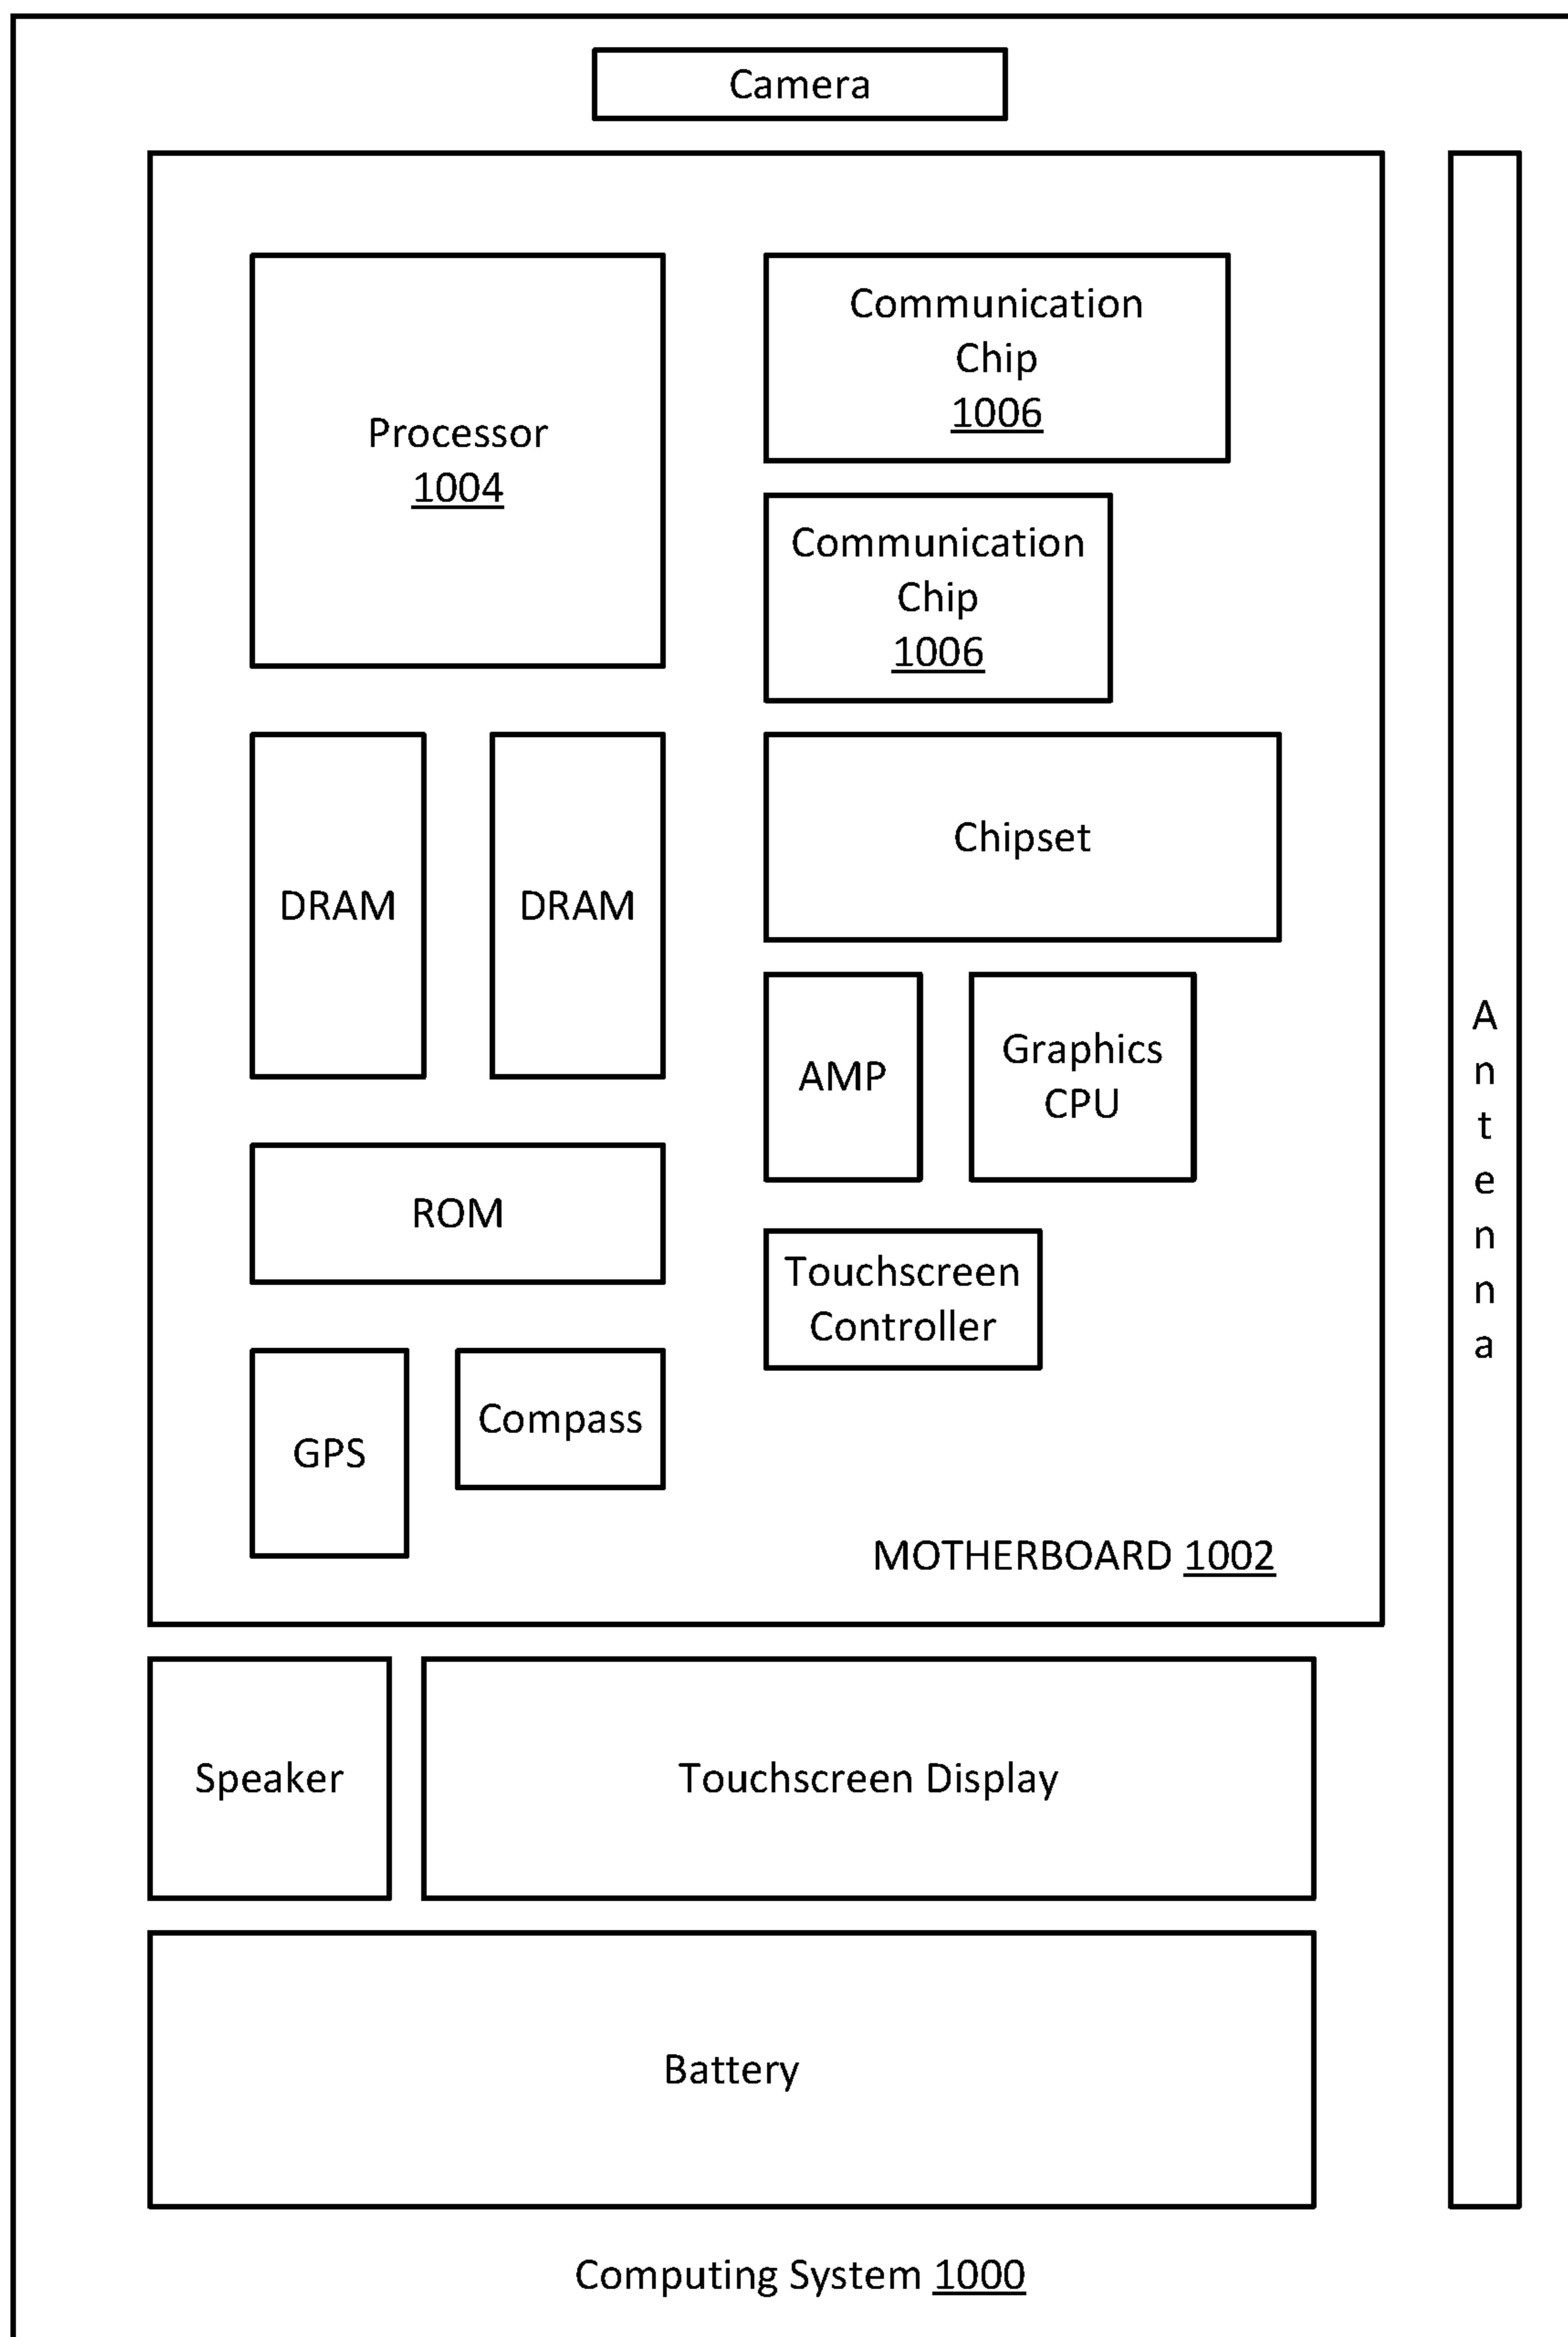 Camera
Processor
1004
Communication
Chip
1006
Communication
Chip
1006
DRAM
DRAM
Chipset
AMP
Graphics
CPU
ROM
Touchscreen
Controller
GPS
Compass
MOTHERBOARD 1002
Antenna
Speaker
Touchscreen Display
Battery
Computing System 1000